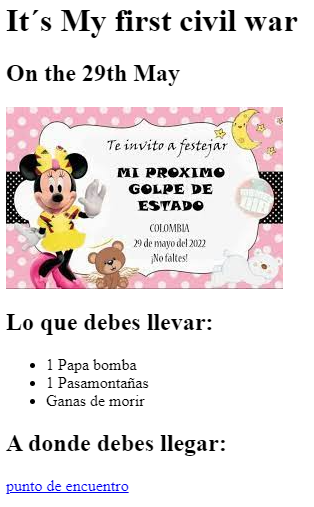 It´s My first civil war
On the 29th May
Te invito a festejar
MI PROXIMO
GOLPE DE
ESTADO
COLOMBIA
29 de mayo del 2022
¡No faltes!
Lo que debes llevar:
1 Papa bomba
1 Pasamontañas
Ganas de morir
A donde debes llegar:
punto de encuentro